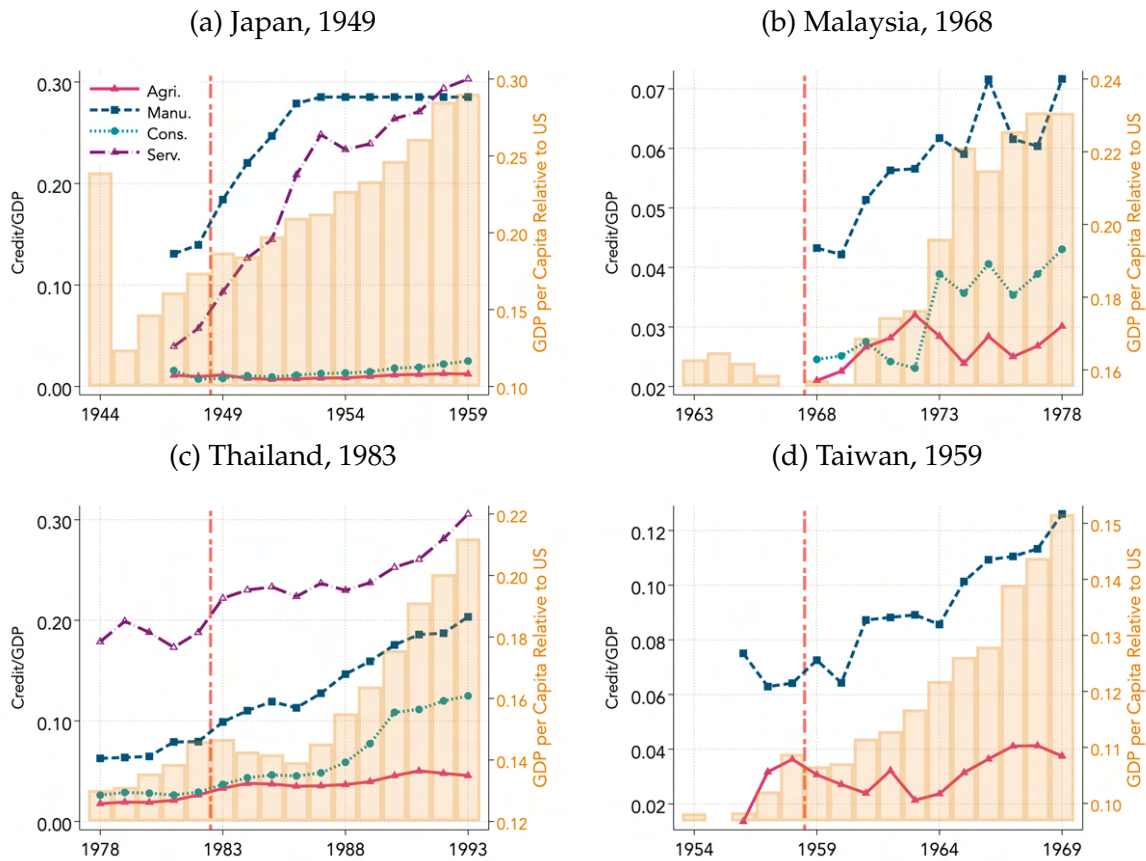 (a) Japan, 1949
0.30
0.20
0.10
0.00
Credit/GDP
Agri.
Manu.
Cons.
Serv.
0.30
0.25
0.20
0.15
0.10
GDP per Capita Relative to US
1944 1949 1954 1959
(b) Malaysia, 1968
0.07
0.06
0.05
0.04
0.03
0.02
Credit/GDP
0.24
0.22
0.20
0.18
0.16
GDP per Capita Relative to US
1963 1968 1973 1978
(c) Thailand, 1983
0.30
0.20
0.10
0.00
Credit/GDP
0.22
0.20
0.18
0.16
0.14
0.12
GDP per Capita Relative to US
1978 1983 1988 1993
(d) Taiwan, 1959
0.12
0.10
0.08
0.06
0.04
0.02
Credit/GDP
0.15
0.14
0.13
0.12
0.11
0.10
GDP per Capita Relative to US
1954 1959 1964 1969